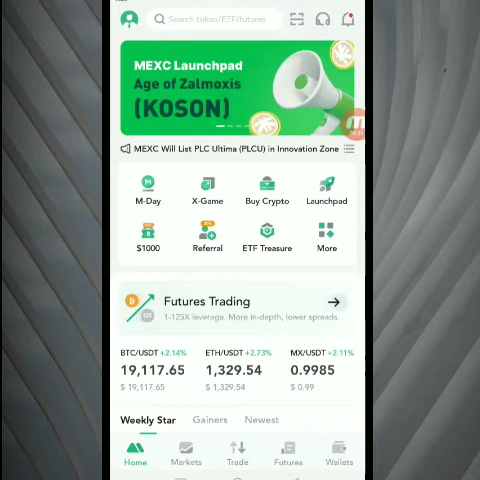 Search token/ETF/futures
MEXC Launchpad
Age of Zalmoxis
(KOSON)
MEXC Will List PLC Ultima (PLCU) in Innovation Zone
M-Day
X-Game
Buy Crypto
Launchpad
$1000
Referral
ETF Treasure
More
Futures Trading
1-125X leverage. More in-depth, lower spreads.
BTC/USDT +2.14%
ETH/USDT +2.73%
MX/USDT +2.11%
19,117.65
1,329.54
0.9985
$ 19,117.65
$ 1,329.54
$ 0.99
Weekly Star
Gainers
Newest
Home
Markets
Trade
Futures
Wallets